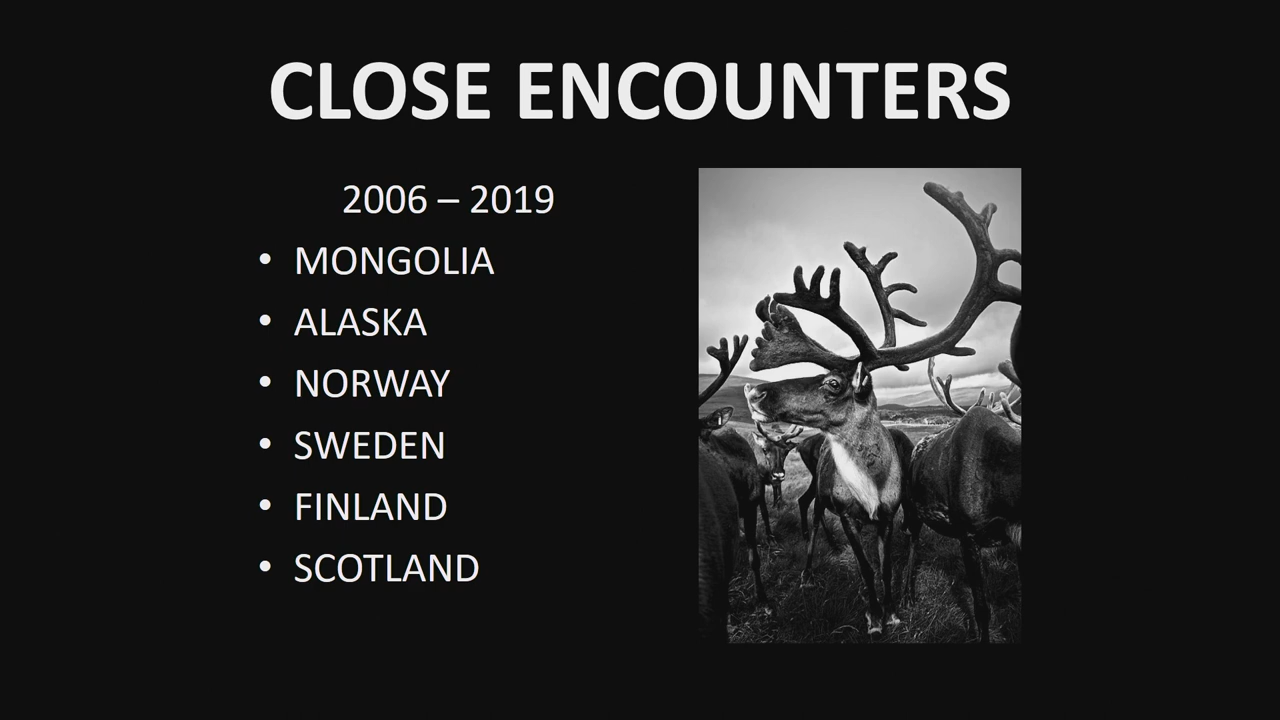 CLOSE ENCOUNTERS
2006 – 2019
• MONGOLIA
• ALASKA
• NORWAY
• SWEDEN
• FINLAND
• SCOTLAND